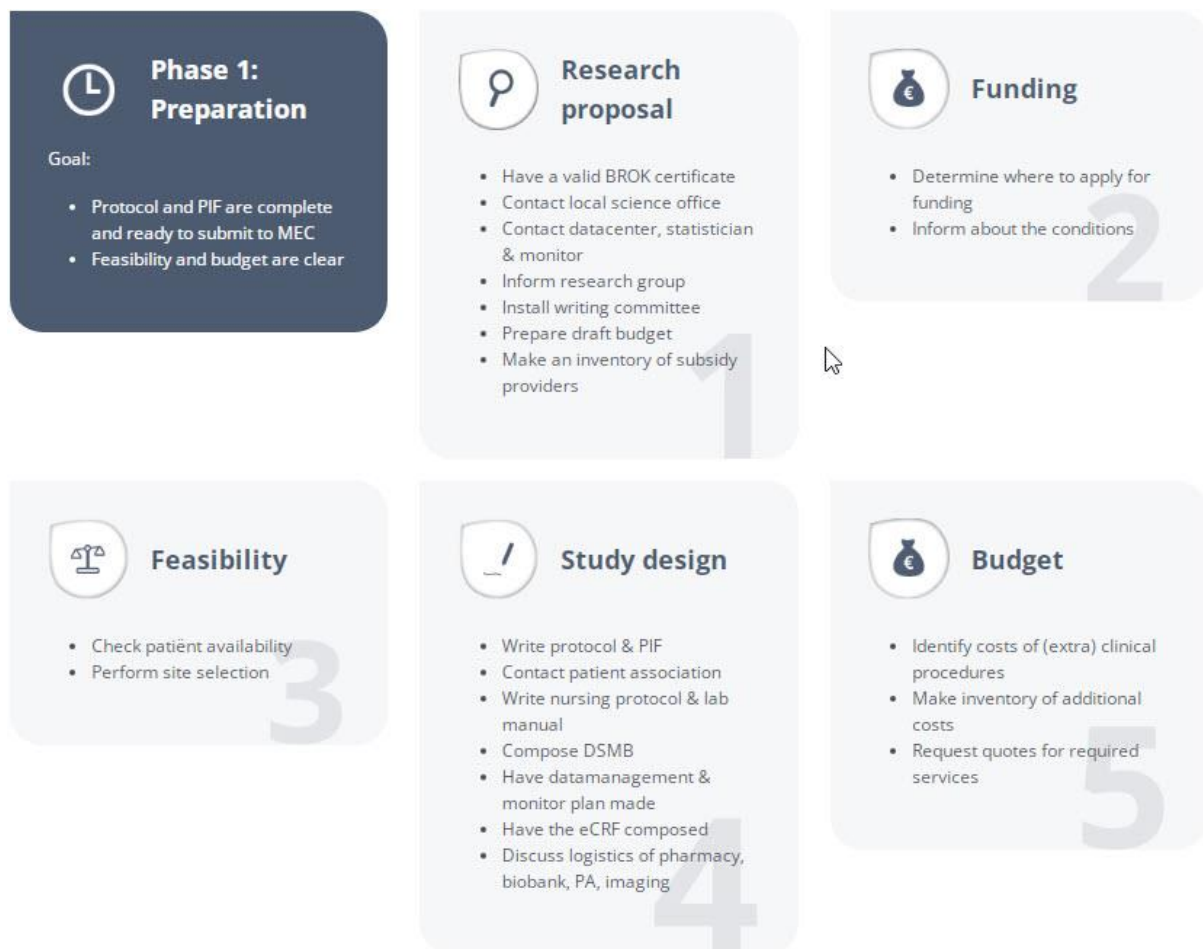 Phase 1:
Preparation
Goal:
• Protocol and PIF are complete
and ready to submit to MEC
• Feasibility and budget are clear
Research
proposal
• Have a valid BROK certificate
• Contact local science office
• Contact datacenter, statistician
& monitor
• Inform research group
• Install writing committee
• Prepare draft budget
• Make an inventory of subsidy
providers
1
€
Funding
• Determine where to apply for
funding
• Inform about the conditions
2
Feasibility
• Check patiënt availability
• Perform site selection
3
Study design
• Write protocol & PIF
• Contact patient association
• Write nursing protocol & lab
manual
• Compose DSMB
• Have datamanagement &
monitor plan made
• Have the eCRF composed
• Discuss logistics of pharmacy,
biobank, PA, imaging
4
€
Budget
• Identify costs of (extra) clinical
procedures
• Make inventory of additional
costs
• Request quotes for required
services
5